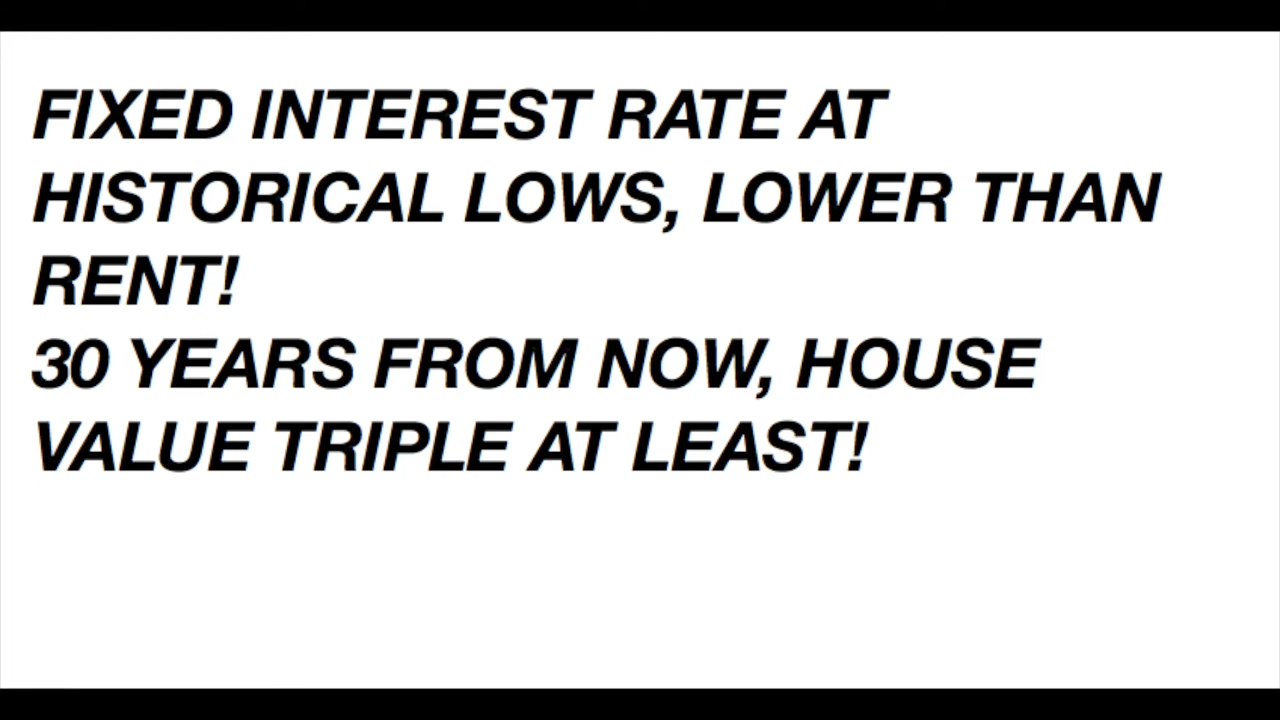 FIXED INTEREST RATE AT
HISTORICAL LOWS, LOWER THAN
RENT!
30 YEARS FROM NOW, HOUSE
VALUE TRIPLE AT LEAST!